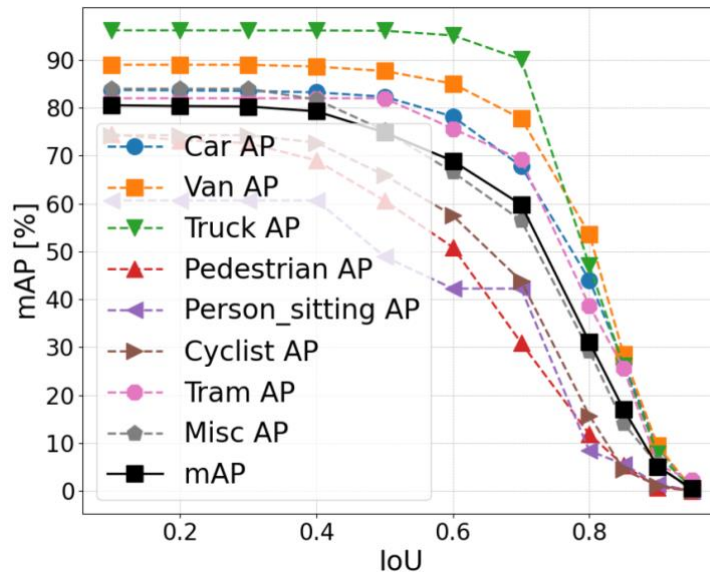 mAP [%]
90
80
70
60
50
40
30
20
10
0
Car AP
Van AP
Truck AP
Pedestrian AP
Person_sitting AP
Cyclist AP
Tram AP
Misc AP
mAP
0.2 0.4 0.6 0.8
IoU